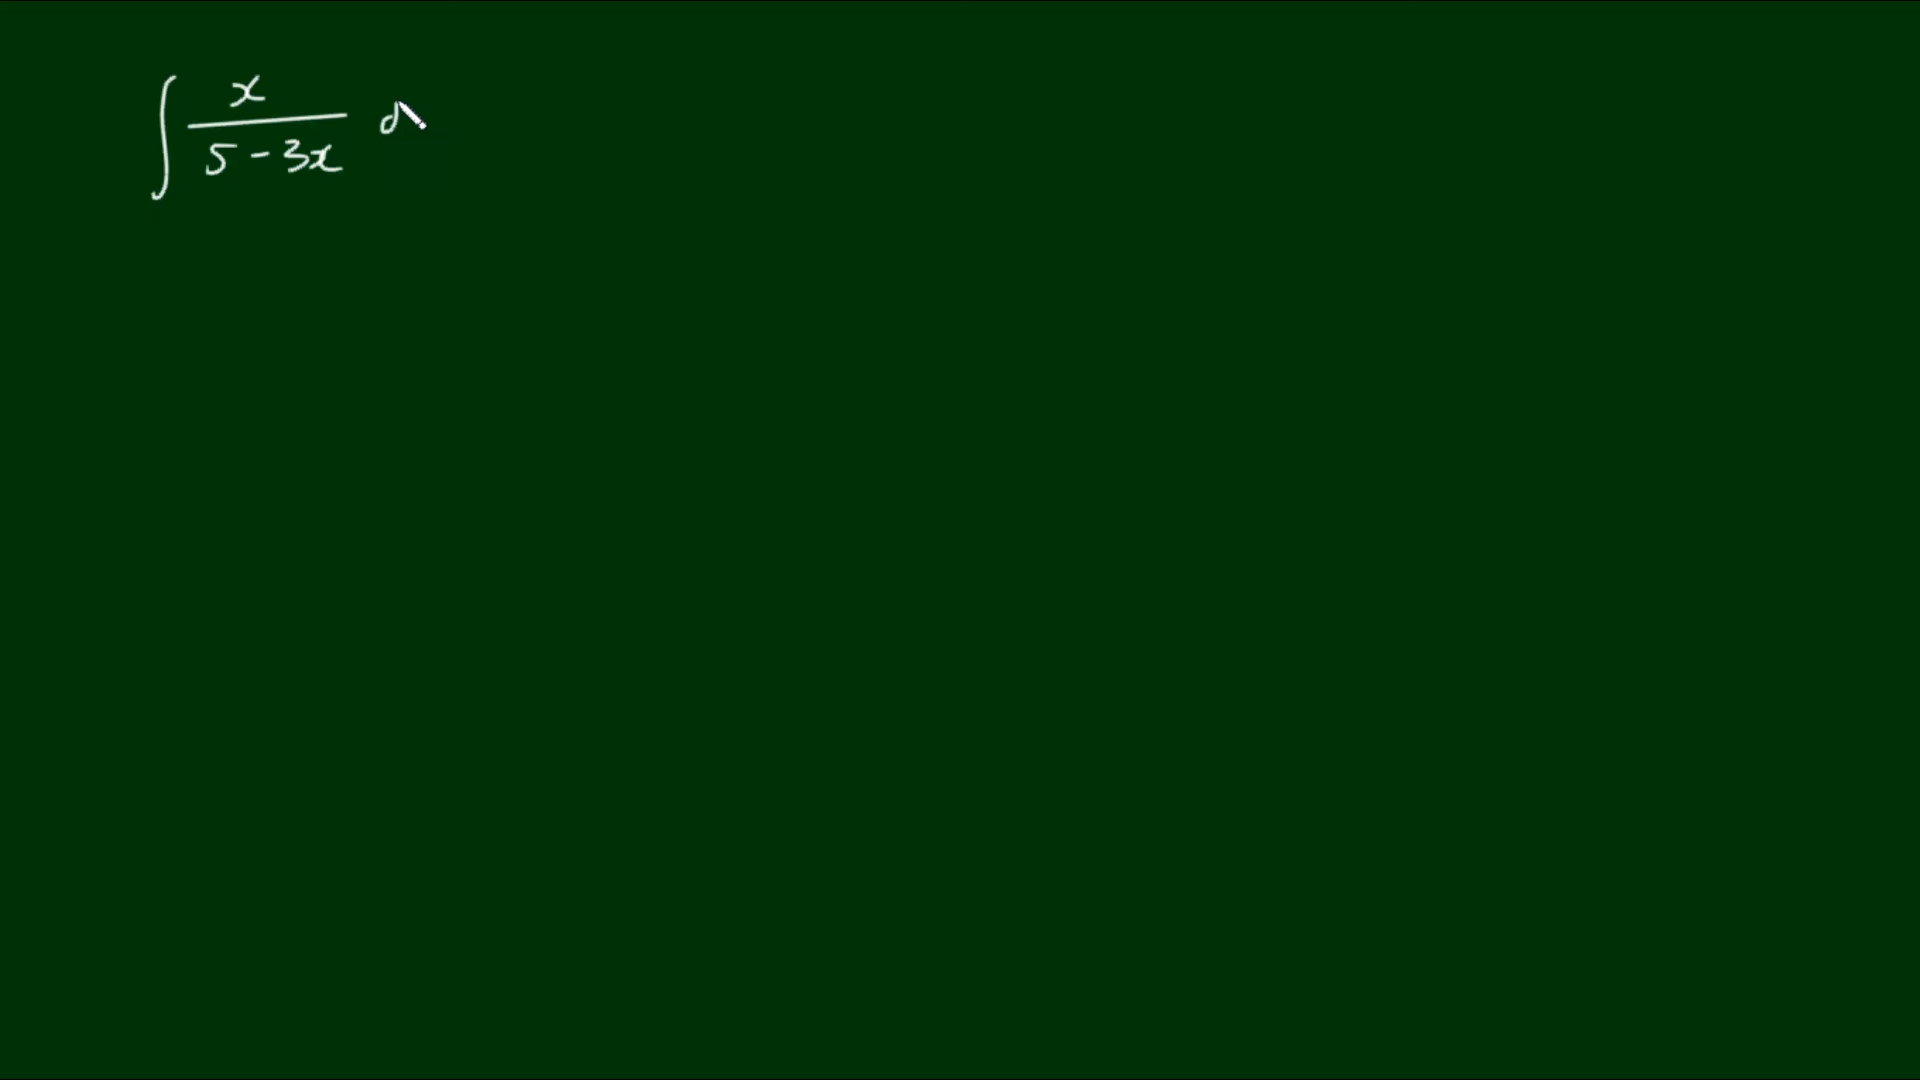 ∫ x/(5-3x) d